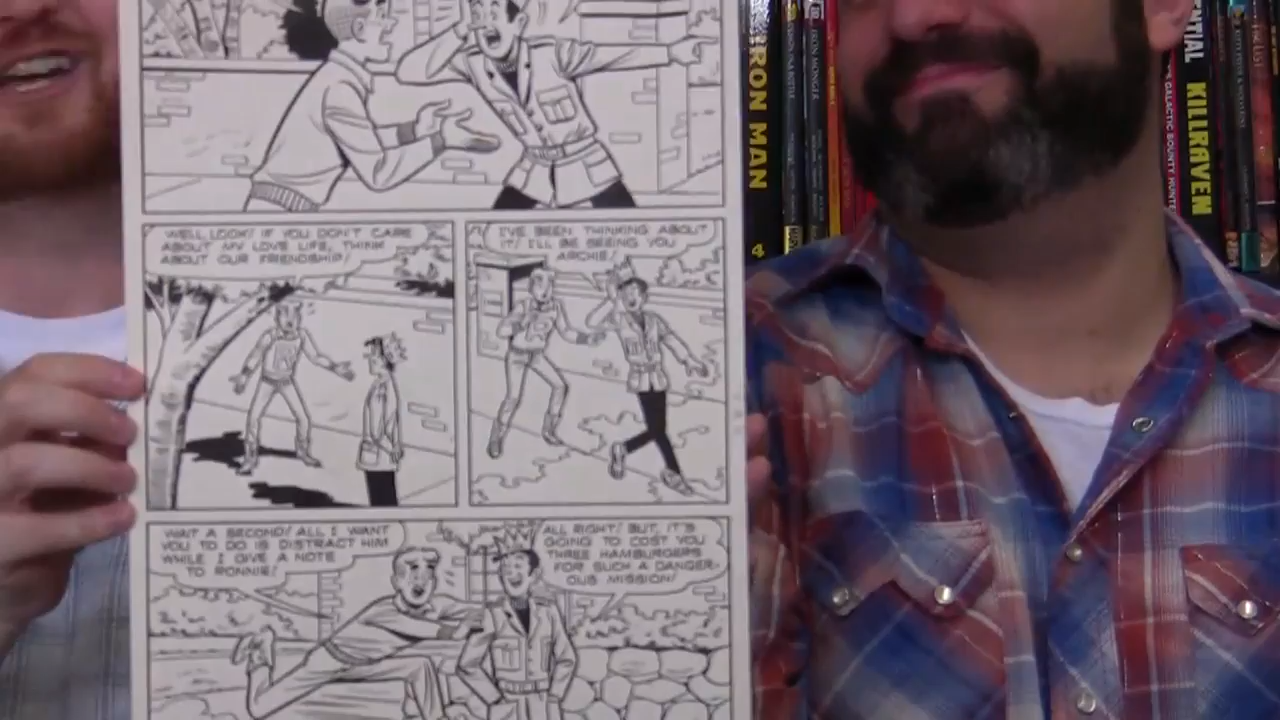 WELL LOOK! IF YOU DON'T CARE
ABOUT MY LOVE LIFE, THINK
ABOUT OUR FRIENDSHIP!
I'VE BEEN THINKING ABOUT
IT! I'LL BE SEEING YOU
ARCHIE!
WAIT A SECOND! ALL I WANT
YOU TO DO IS DISTRACT HIM
WHILE I GIVE A NOTE
TO RONNIE!
ALL RIGHT! BUT, IT'S
GOING TO COST YOU
THREE HAMBURGERS
FOR SUCH A DANGER-
OUS MISSION!
IRON MAN
4
IRON MONGER
KILLRAVEN